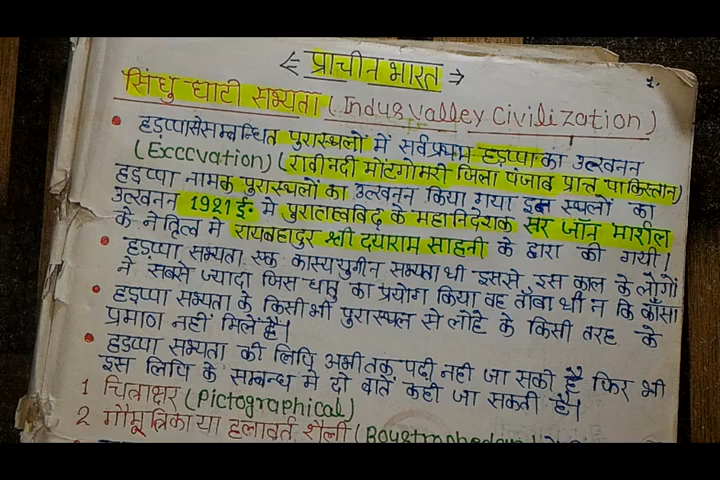 ← प्राचीन भारत →
1.
सिंधु-घाटी सभ्यता (Indus Valley Civilization)
• हड़प्पासेसम्बन्धित पुरास्थलों में सर्वप्रथम हड़प्पा का उत्खनन
(Exccvation) (रावीनदी मोंटगोमरी जिला पंजाब प्रान्त पाकिस्तान)
हड़प्पा नामक पुरास्थलों का उत्खनन किया गया इन स्थलों का
उत्खनन 1921 ई. में पुरातात्वविद के महानिदेशक सर जॉन मार्शल
के नेत्रित्व में रायबहादुर श्री दयाराम साहनी के द्वारा की गयी।
• हड़प्पा सभ्यता एक कास्ययुगीन सभ्यता थी इससे इस काल के लोगों
ने सबसे ज्यादा जिस धातु का प्रयोग किया वह ताँबा थी न कि काँसा
• हड़प्पा सभ्यता के किसी भी पुरास्थल से लोहे के किसी तरह के
प्रमाण नहीं मिलें हैं।
• हड़प्पा सभ्यता की लिपि अभी तक पढ़ी नहीं जा सकी है फिर भी
इस लिपि के सम्बन्ध में दो बातें कही जा सकती हैं।
1 चित्राक्षर (Pictographical)
2 गौमूत्रिका या हलावर्त शैली (Boustrophedon)